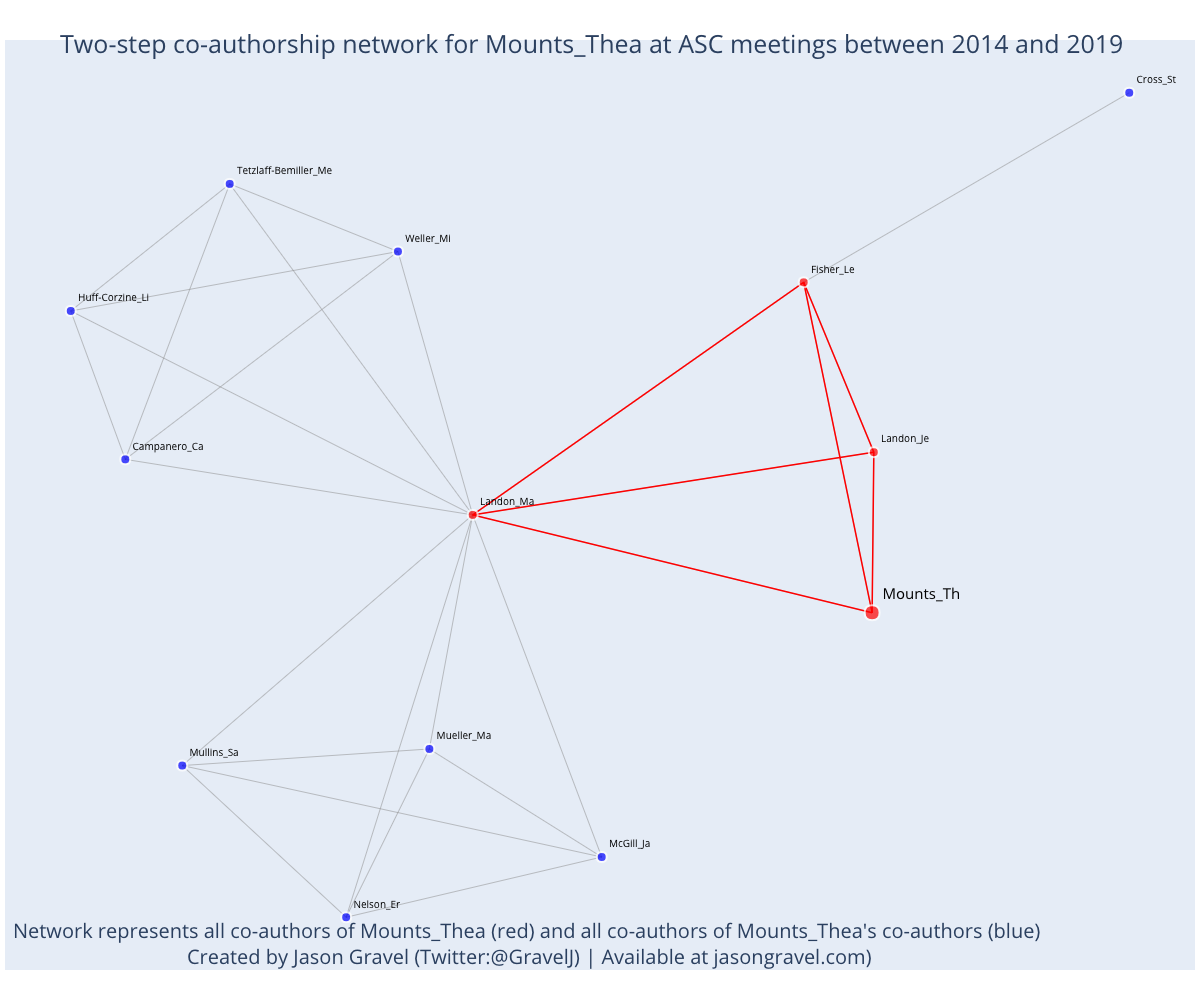 Two-step co-authorship network for Mounts_Thea at ASC meetings between 2014 and 2019
Cross_St
Tetzlaff-Bemiller_Me
Weller_Mi
Fisher_Le
Huff-Corzine_Li
Landon_Je
Campanero_Ca
Landon_Ma
Mounts_Th
Mueller_Ma
Mullins_Sa
McGill_Ja
Nelson_Er
Network represents all co-authors of Mounts_Thea (red) and all co-authors of Mounts_Thea's co-authors (blue)
Created by Jason Gravel (Twitter:@GravelJ) | Available at jasongravel.com)